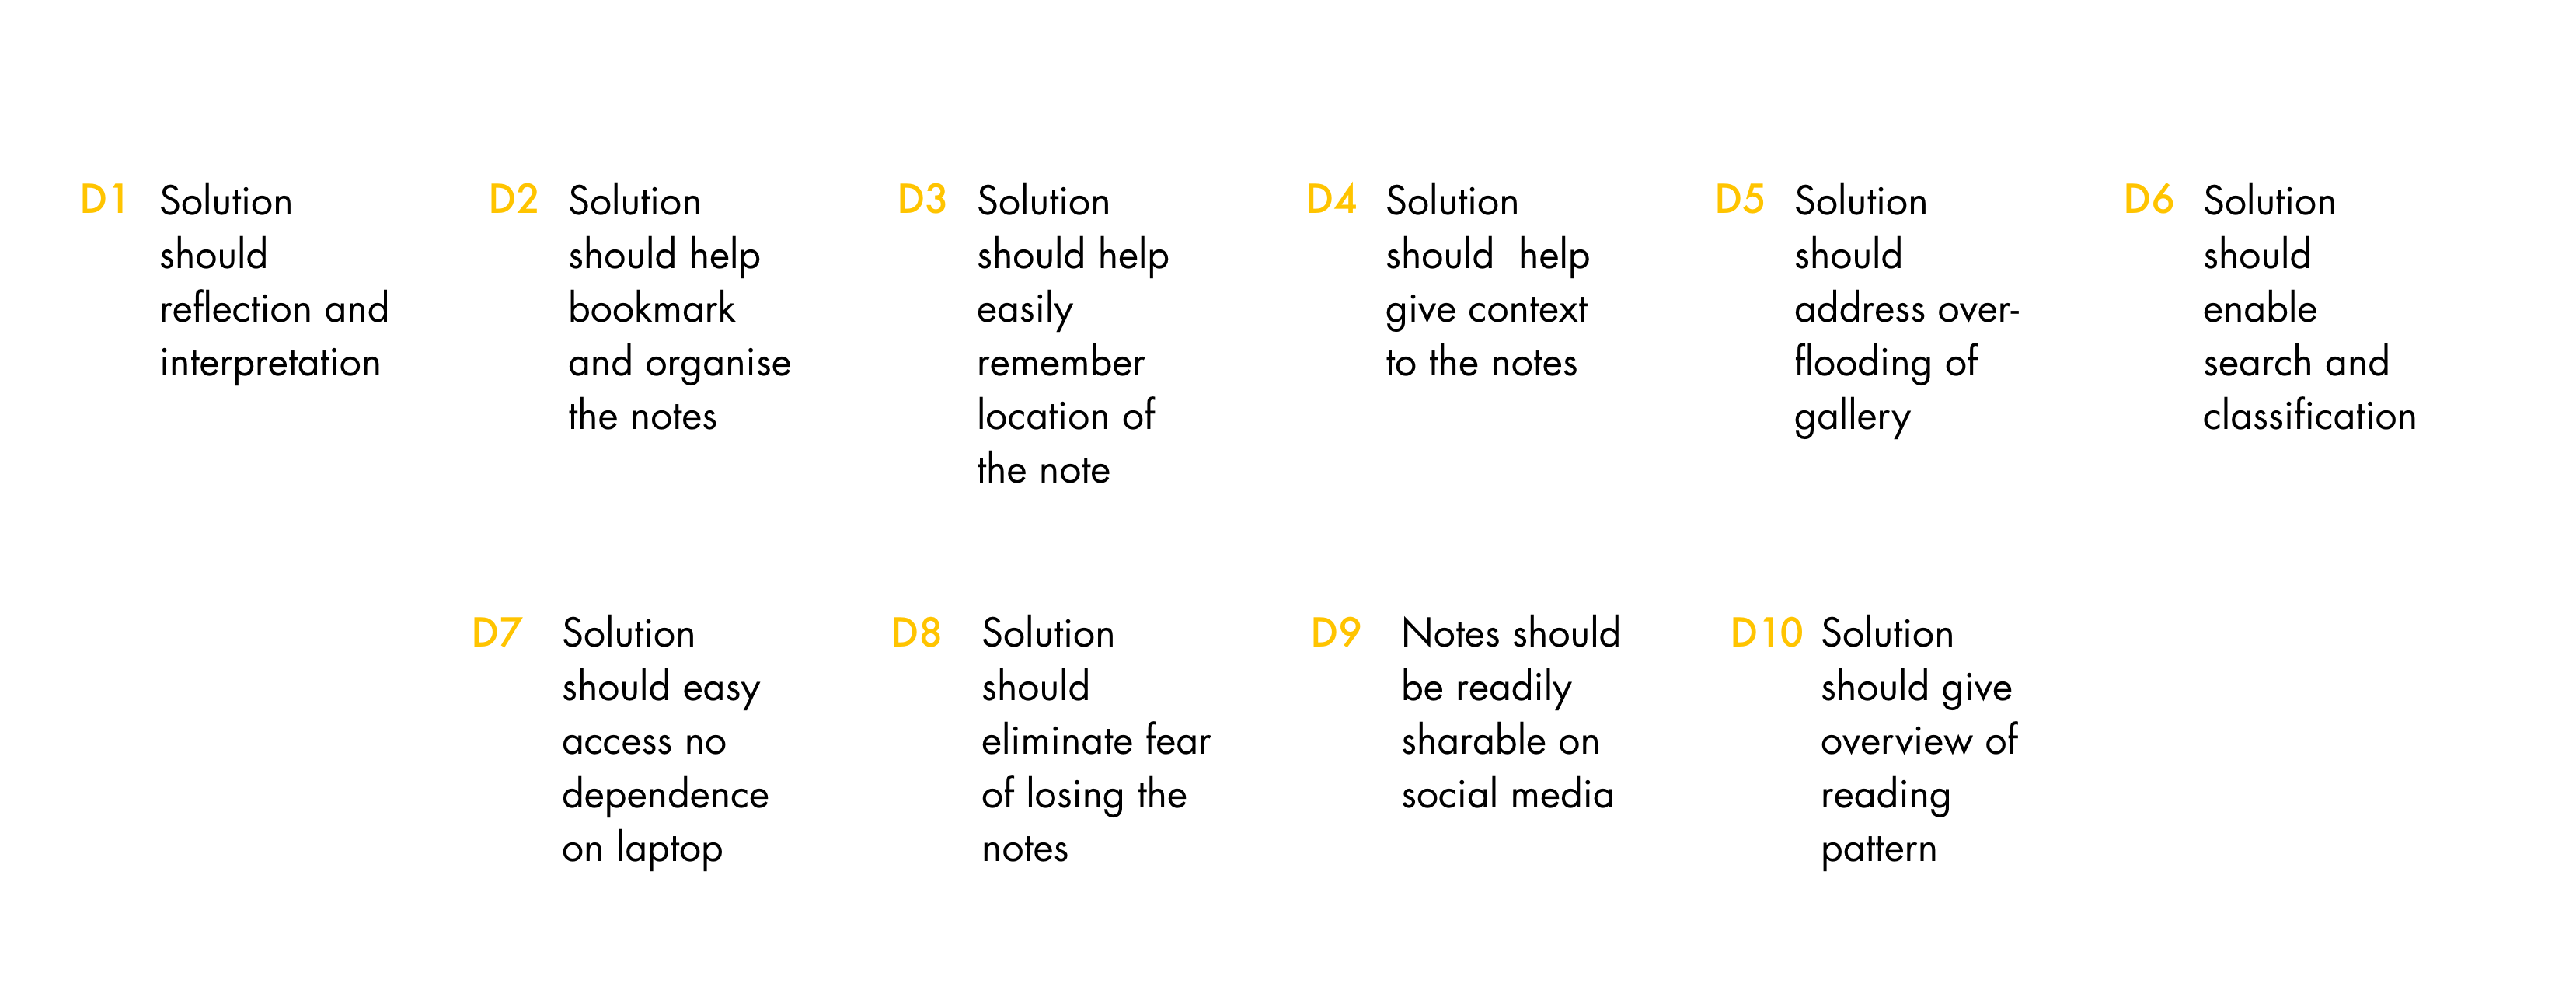 D1 Solution
should
reflection and
interpretation
D2 Solution
should help
bookmark
and organise
the notes
D3 Solution
should help
easily
remember
location of
the note
D4 Solution
should  help
give context
to the notes
D5 Solution
should
address over-
flooding of
gallery
D6 Solution
should
enable
search and
classification
D7 Solution
should easy
access no
dependence
on laptop
D8 Solution
should
eliminate fear
of losing the
notes
D9 Notes should
be readily
sharable on
social media
D10 Solution
should give
overview of
reading
pattern